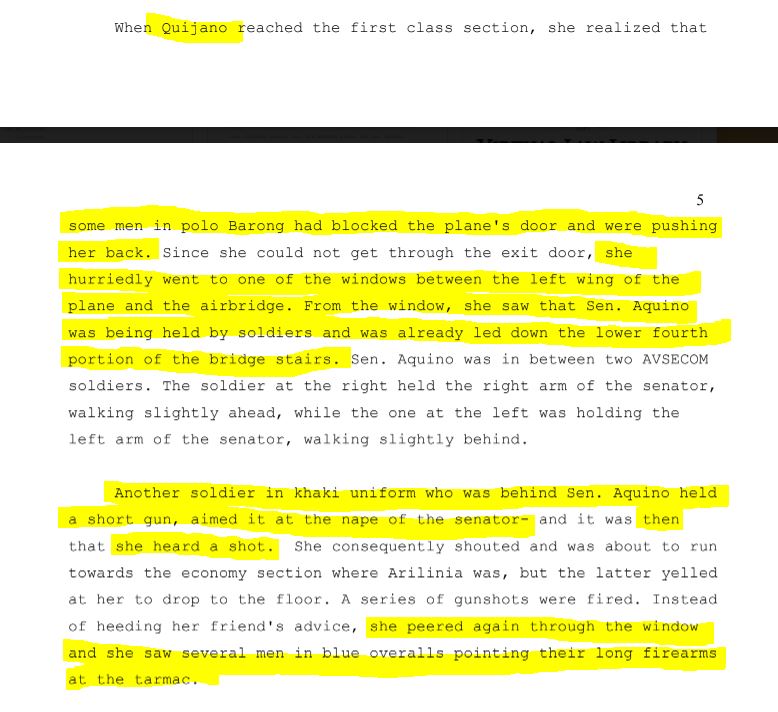 When Quijano reached the first class section, she realized that
5
some men in polo Barong had blocked the plane's door and were pushing
her back. Since she could not get through the exit door, she
hurriedly went to one of the windows between the left wing of the
plane and the airbridge. From the window, she saw that Sen. Aquino
was being held by soldiers and was already led down the lower fourth
portion of the bridge stairs. Sen. Aquino was in between two AVSECOM
soldiers. The soldier at the right held the right arm of the senator,
walking slightly ahead, while the one at the left was holding the
left arm of the senator, walking slightly behind.
Another soldier in khaki uniform who was behind Sen. Aquino held
a short gun, aimed it at the nape of the senator- and it was then
that she heard a shot. She consequently shouted and was about to run
towards the economy section where Arilinia was, but the latter yelled
at her to drop to the floor. A series of gunshots were fired. Instead
of heeding her friend's advice, she peered again through the window
and she saw several men in blue overalls pointing their long firearms
at the tarmac.